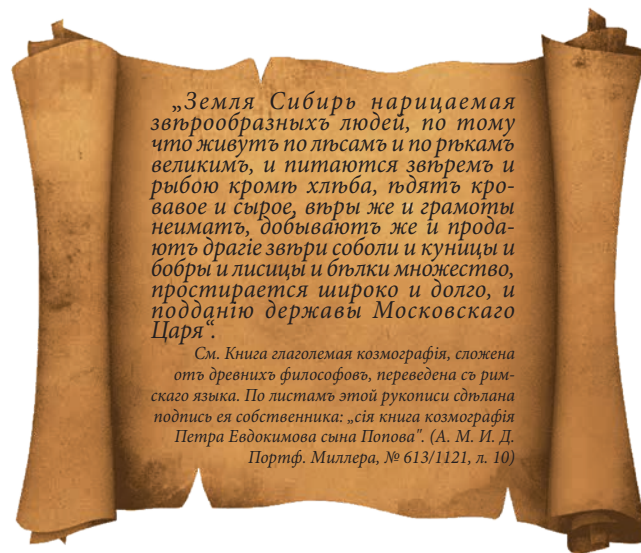 „Земля Сибирь нарицаемая
звѣрообразныхъ людей, по тому
что живутъ по лѣсамъ и по рѣкамъ
великимъ, и питаются звѣремъ и
рыбою кромѣ хлѣба, ѣдятъ кро-
вавое и сырое, вѣры же и грамоты
неиматъ, добываютъ же и прода-
ютъ драгіе звѣри соболи и куницы и
бобры и лисицы и бѣлки множество,
простирается широко и долго, и
подданію державы Московскаго
Царя“.
См. Книга глаголемая козмографія, сложена
отъ древнихъ философовъ, переведена съ рим-
скаго языка. По листамъ этой рукописи сдѣлана
подпись ея собственника: „сія книга козмографія
Петра Евдокимова сына Попова". (А. М. И. Д.
Портф. Миллера, № 613/1121, л. 10)